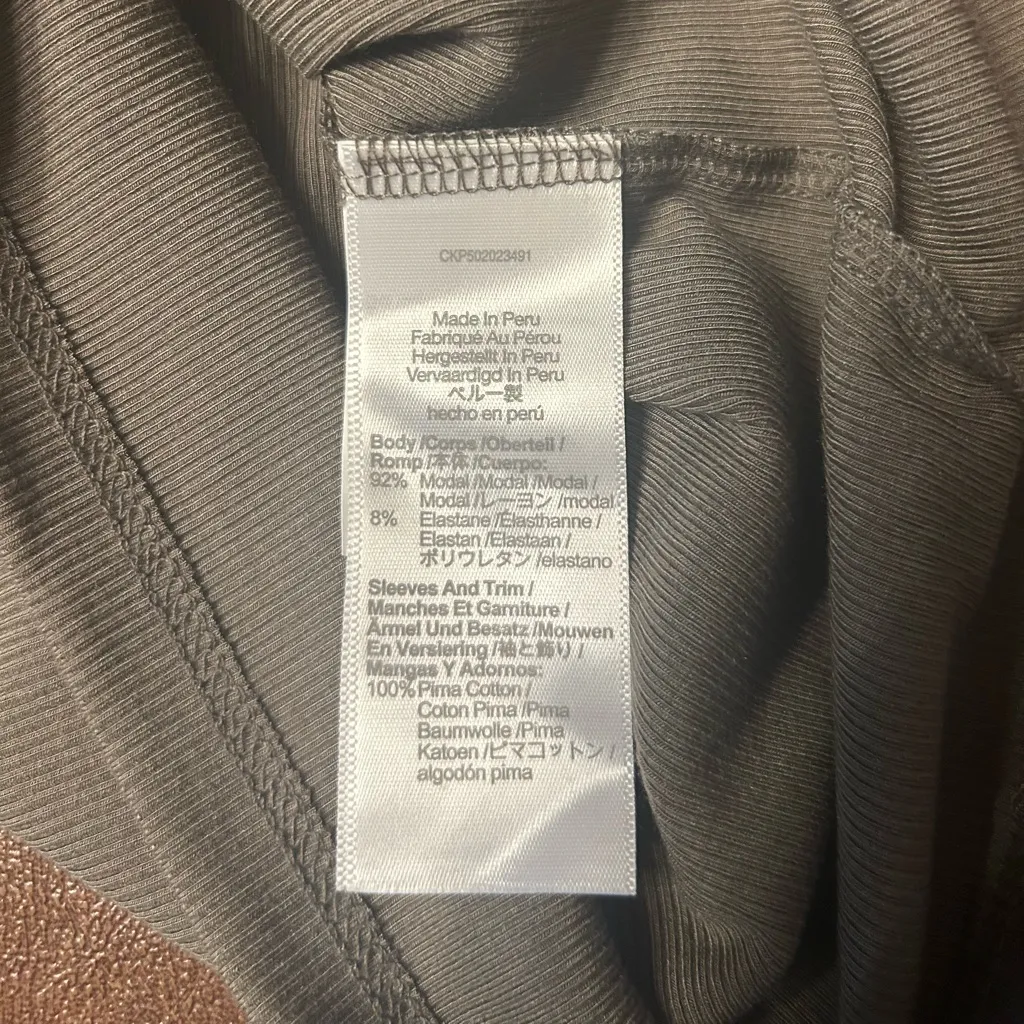 CKP502023491
Made In Peru
Fabriqué Au Pérou
Hergestellt In Peru
Vervaardigd In Peru
ペルー製
hecho en perú
Body /Corps /Oberteil /
Romp /本体 /Cuerpo:
92% Modal /Modal /Modal /
Modal /レーヨン /modal
8% Elastane /Elasthanne /
Elastan /Elastaan /
ポリウレタン /elastano
Sleeves And Trim /
Manches Et Garniture /
Armel Und Besatz /Mouwen
En Versiering /袖と飾り /
Mangas Y Adornos:
100% Pima Cotton /
Coton Pima /Pima
Baumwolle /Pima
Katoen /ピマコットン /
algodón pima